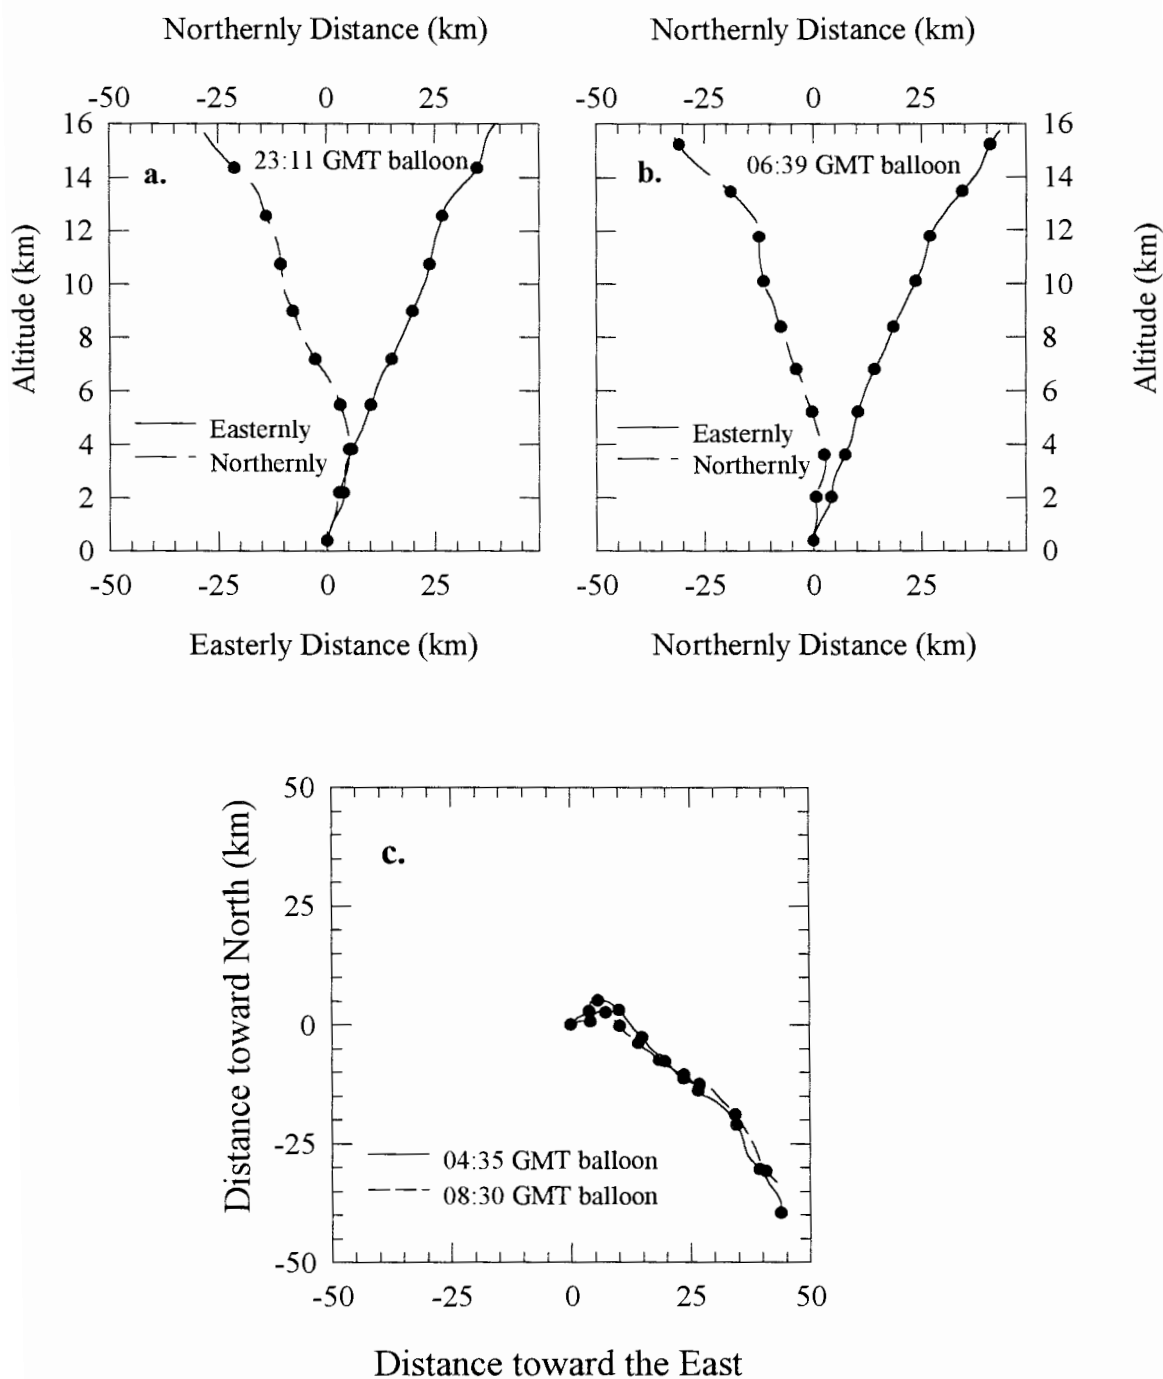 Northernly Distance (km) Northernly Distance (km)
-50 -25 0 25 -50 -25 0 25
16 16
a. 23:11 GMT balloon b. 06:39 GMT balloon
14 14
12 12
10 10
Altitude (km) Altitude (km)
8 8
6 6
Easternly Easternly
4 4
Northernly Northernly
2 2
0 0
-50 -25 0 25 -50 -25 0 25
Easterly Distance (km) Northernly Distance (km)
50
c.
25
Distance toward North (km)
0
-25
04:35 GMT balloon
08:30 GMT balloon
-50
-50 -25 0 25 50
Distance toward the East